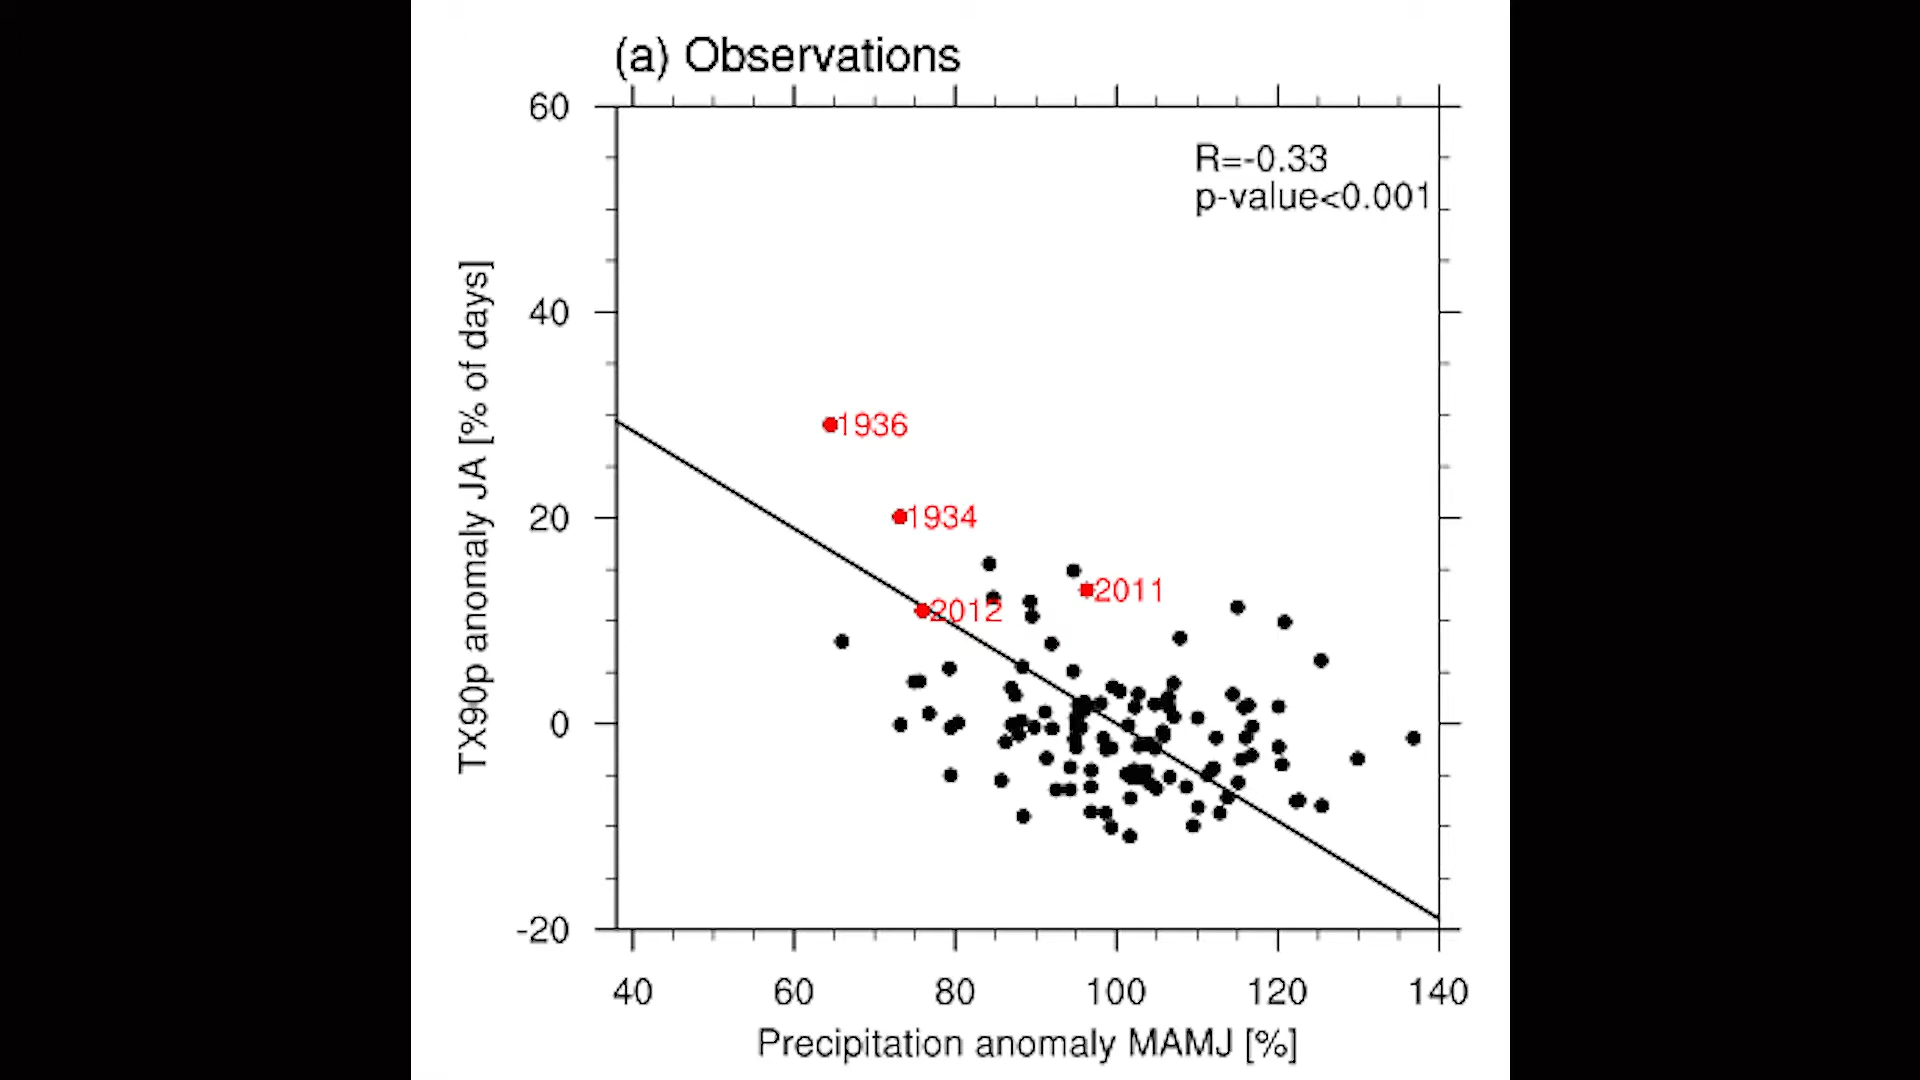 (a) Observations
60
R=-0.33
p-value<0.001
40
20
0
-20
TX90p anomaly JA [% of days]
1936
1934
2011
2012
40 60 80 100 120 140
Precipitation anomaly MAMJ [%]